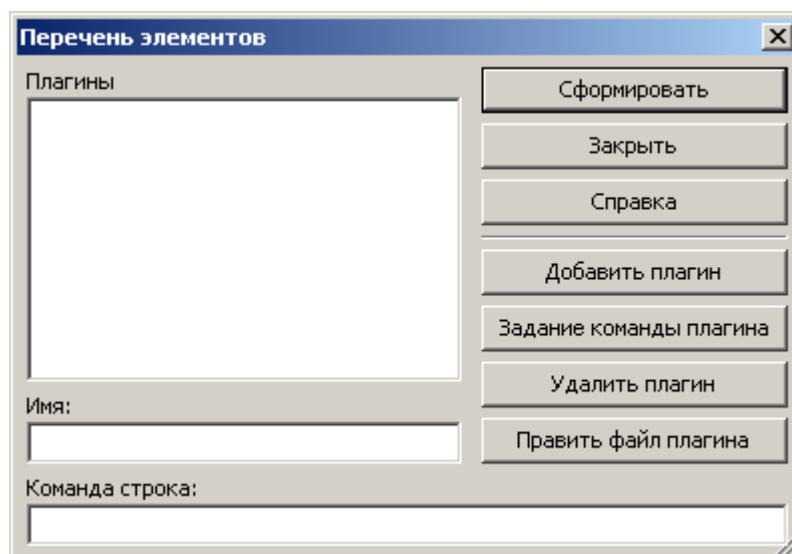 Перечень элементов
Плагины
Сформировать
Закрыть
Справка
Добавить плагин
Задание команды плагина
Удалить плагин
Имя:
Править файл плагина
Команда строка: